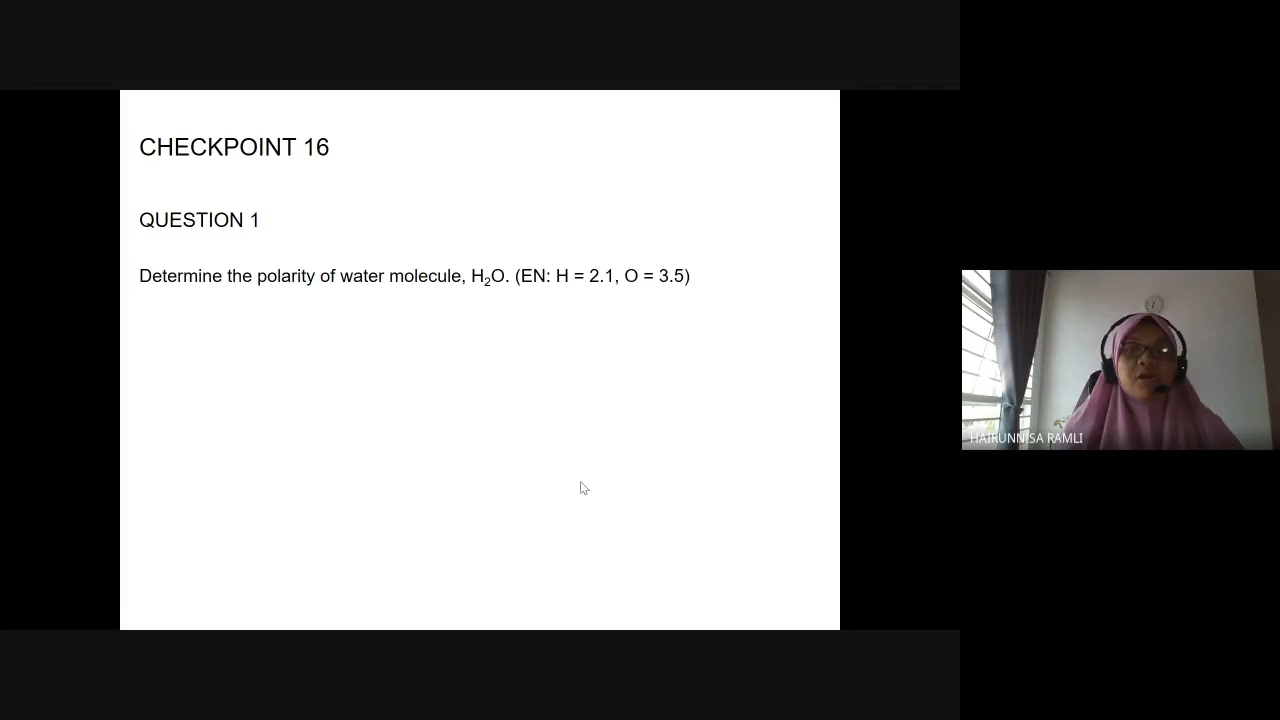 CHECKPOINT 16
QUESTION 1
Determine the polarity of water molecule, H₂O. (EN: H = 2.1, O = 3.5)
HAIRUNNISA RAMLI